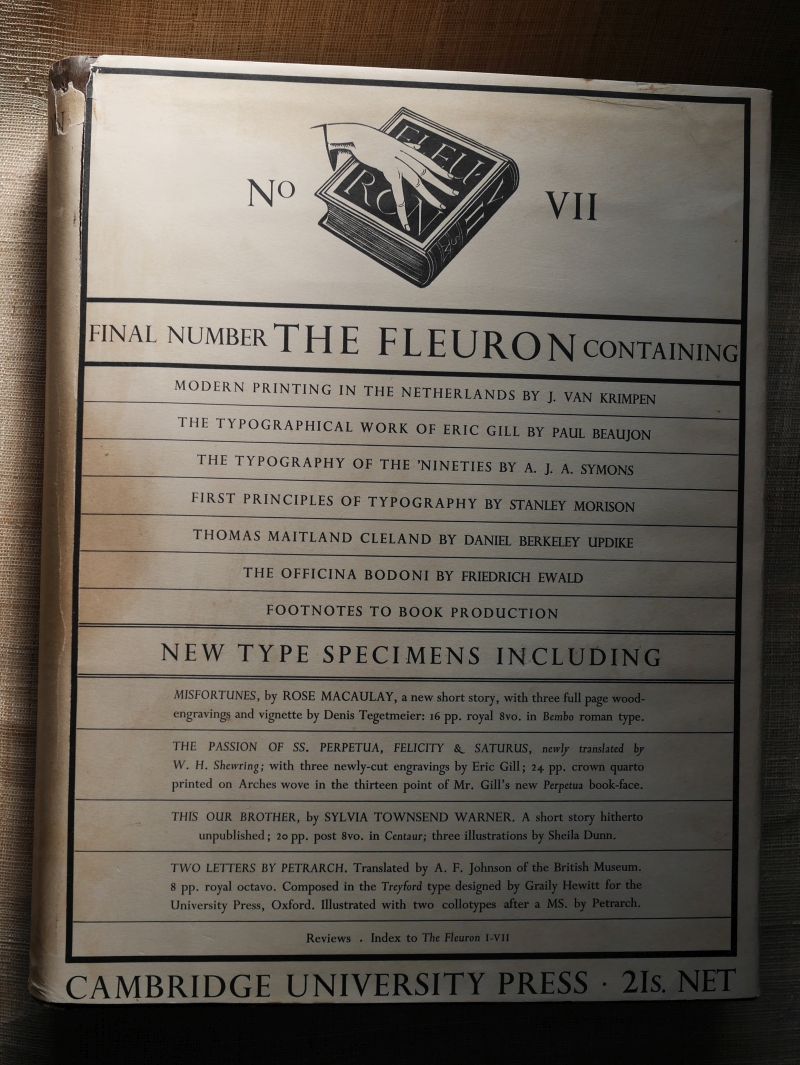 FLEU-
RON
VII
No VII
FINAL NUMBER THE FLEURON CONTAINING
MODERN PRINTING IN THE NETHERLANDS BY J. VAN KRIMPEN
THE TYPOGRAPHICAL WORK OF ERIC GILL BY PAUL BEAUJON
THE TYPOGRAPHY OF THE 'NINETIES BY A. J. A. SYMONS
FIRST PRINCIPLES OF TYPOGRAPHY BY STANLEY MORISON
THOMAS MAITLAND CLELAND BY DANIEL BERKELEY UPDIKE
THE OFFICINA BODONI BY FRIEDRICH EWALD
FOOTNOTES TO BOOK PRODUCTION
NEW TYPE SPECIMENS INCLUDING
MISFORTUNES, by ROSE MACAULAY, a new short story, with three full page wood-
engravings and vignette by Denis Tegetmeier: 16 pp. royal 8vo. in Bembo roman type.
THE PASSION OF SS. PERPETUA, FELICITY & SATURUS, newly translated by
W. H. Shewring; with three newly-cut engravings by Eric Gill; 24 pp. crown quarto
printed on Arches wove in the thirteen point of Mr. Gill's new Perpetua book-face.
THIS OUR BROTHER, by SYLVIA TOWNSEND WARNER. A short story hitherto
unpublished; 20 pp. post 8vo. in Centaur; three illustrations by Sheila Dunn.
TWO LETTERS BY PETRARCH. Translated by A. F. Johnson of the British Museum.
8 pp. royal octavo. Composed in the Treyford type designed by Graily Hewitt for the
University Press, Oxford. Illustrated with two collotypes after a MS. by Petrarch.
Reviews . Index to The Fleuron I-VII
CAMBRIDGE UNIVERSITY PRESS · 21s. NET